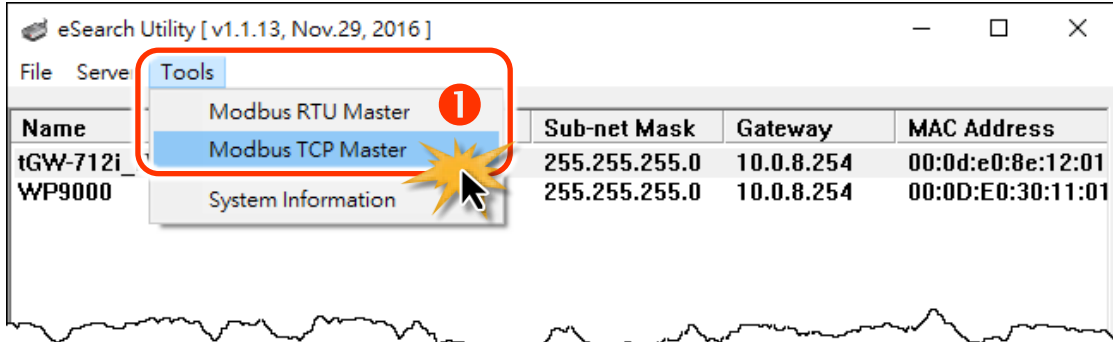 eSearch Utility [ v1.1.13, Nov.29, 2016 ]
File Server Tools
Modbus RTU Master 1
Name Sub-net Mask Gateway MAC Address
Modbus TCP Master
tGW-712i_ 255.255.255.0 10.0.8.254 00:0d:e0:8e:12:01
WP9000 255.255.255.0 10.0.8.254 00:0D:E0:30:11:01
System Information